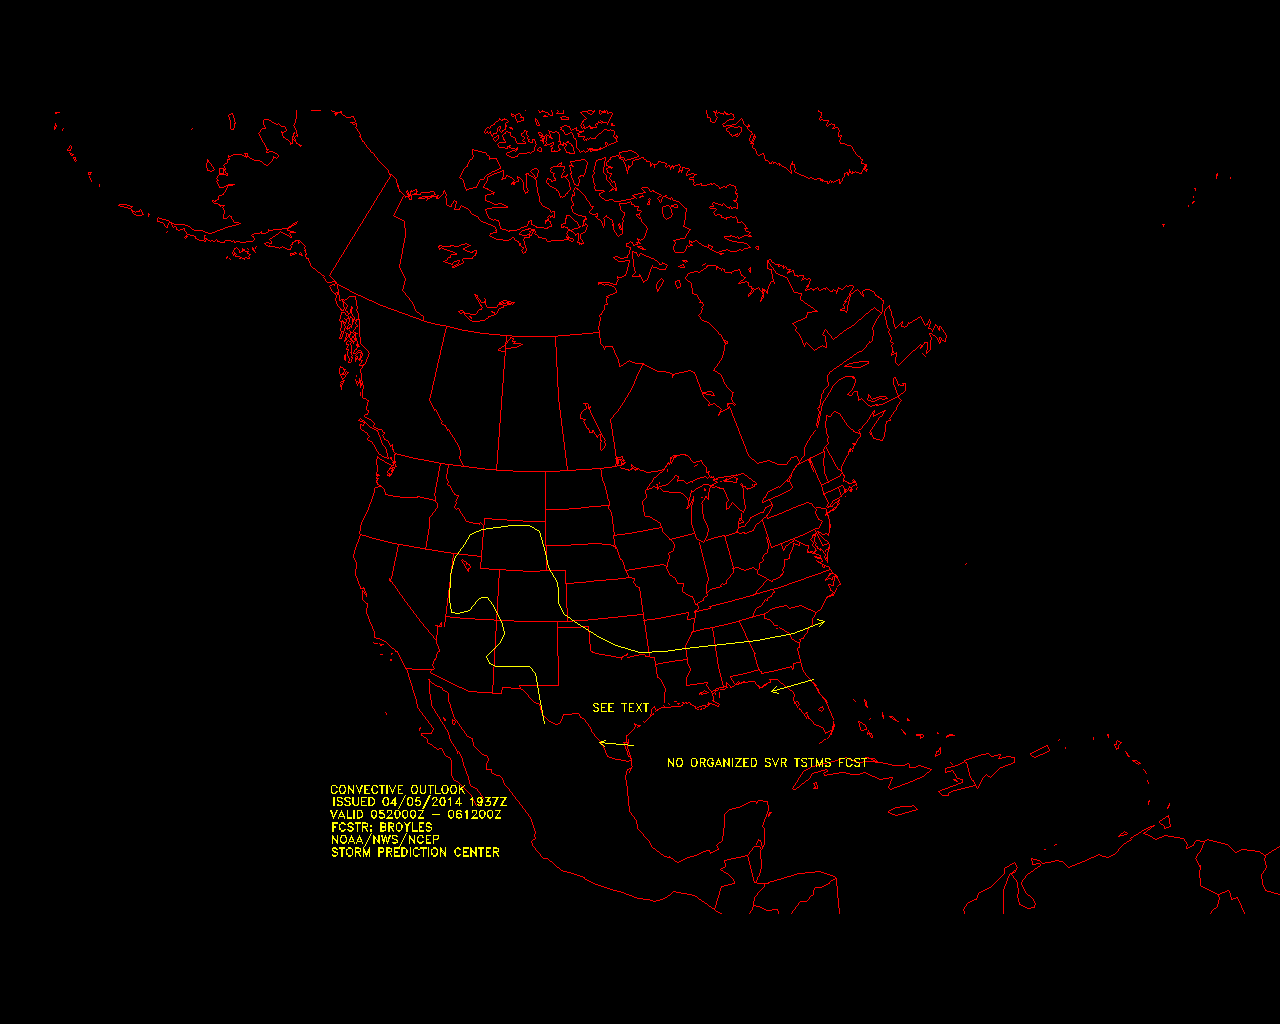 SEE TEXT
NO ORGANIZED SVR TSTMS FCST
CONVECTIVE OUTLOOK
ISSUED 04/05/2014 1937Z
VALID 052000Z - 061200Z
FCSTR: BROYLES
NOAA/NWS/NCEP
STORM PREDICTION CENTER